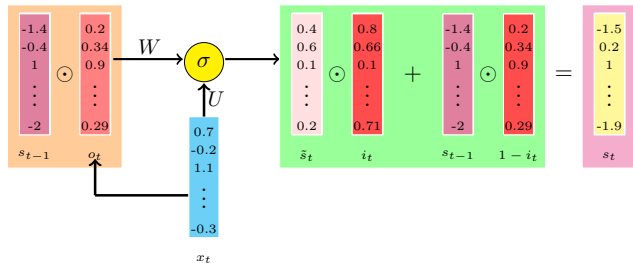 -1.4 0.2 0.4 0.8 -1.4 0.2 -1.5
-0.4 ⊙ 0.34 W σ 0.6 ⊙ 0.66 + -0.4 ⊙ 0.34 = 0.2
1 0.9 0.1 0.1 1 0.9 1
⋮ ⋮ ⋮ ⋮ ⋮ ⋮ ⋮
-2 0.29 U 0.2 0.71 -2 0.29 -1.9
s_{t-1} o_t s̃_t i_t s_{t-1} 1 − i_t s_t
0.7
-0.2
1.1
⋮
-0.3
x_t